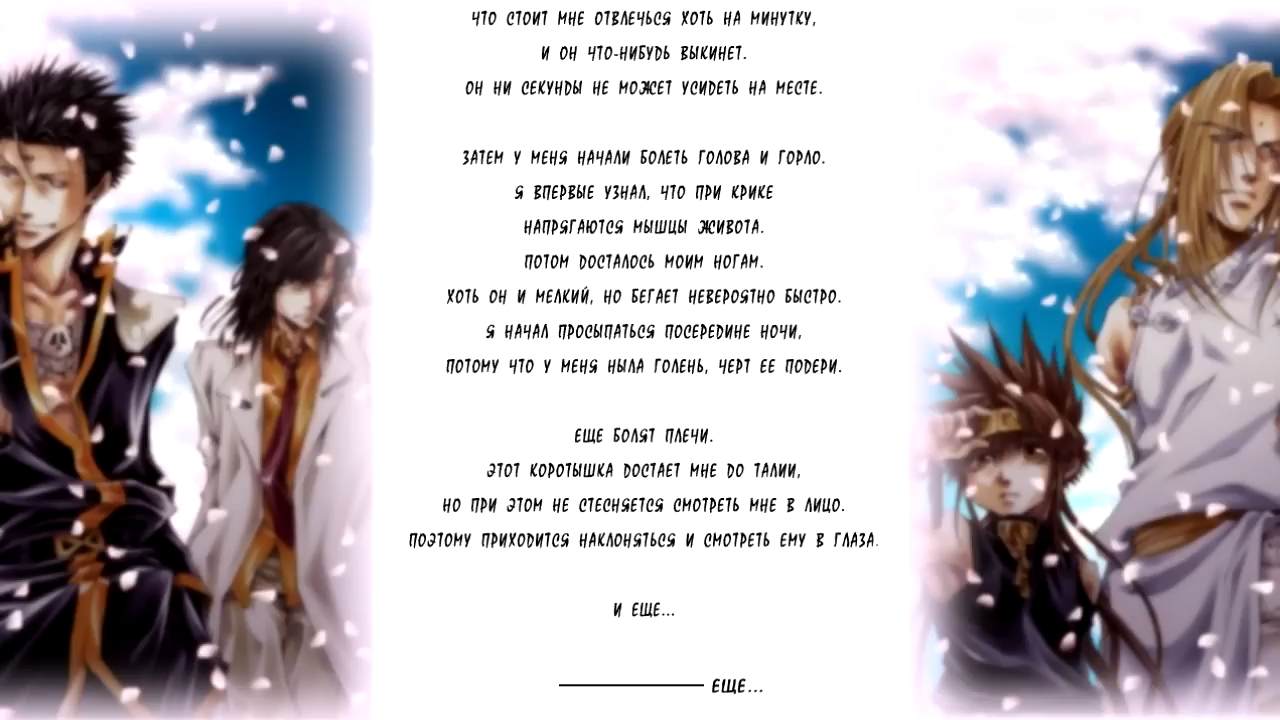 ЧТО СТОИТ МНЕ ОТВЛЕЧЬСЯ ХОТЬ НА МИНУТКУ,
И ОН ЧТО-НИБУДЬ ВЫКИНЕТ.
ОН НИ СЕКУНДЫ НЕ МОЖЕТ УСИДЕТЬ НА МЕСТЕ.
ЗАТЕМ У МЕНЯ НАЧАЛИ БОЛЕТЬ ГОЛОВА И ГОРЛО.
Я ВПЕРВЫЕ УЗНАЛ, ЧТО ПРИ КРИКЕ
НАПРЯГАЮТСЯ МЫШЦЫ ЖИВОТА.
ПОТОМ ДОСТАЛОСЬ МОИМ НОГАМ.
ХОТЬ ОН И МЕЛКИЙ, НО БЕГАЕТ НЕВЕРОЯТНО БЫСТРО.
Я НАЧАЛ ПРОСЫПАТЬСЯ ПОСЕРЕДИНЕ НОЧИ,
ПОТОМУ ЧТО У МЕНЯ НЫЛА ГОЛЕНЬ, ЧЕРТ ЕЕ ПОДЕРИ.
ЕЩЕ БОЛЯТ ПЛЕЧИ.
ЭТОТ КОРОТЫШКА ДОСТАЕТ МНЕ ДО ТАЛИИ,
НО ПРИ ЭТОМ НЕ СТЕСНЯЕТСЯ СМОТРЕТЬ МНЕ В ЛИЦО.
ПОЭТОМУ ПРИХОДИТСЯ НАКЛОНЯТЬСЯ И СМОТРЕТЬ ЕМУ В ГЛАЗА.
И ЕЩЕ...
ЕЩЕ...